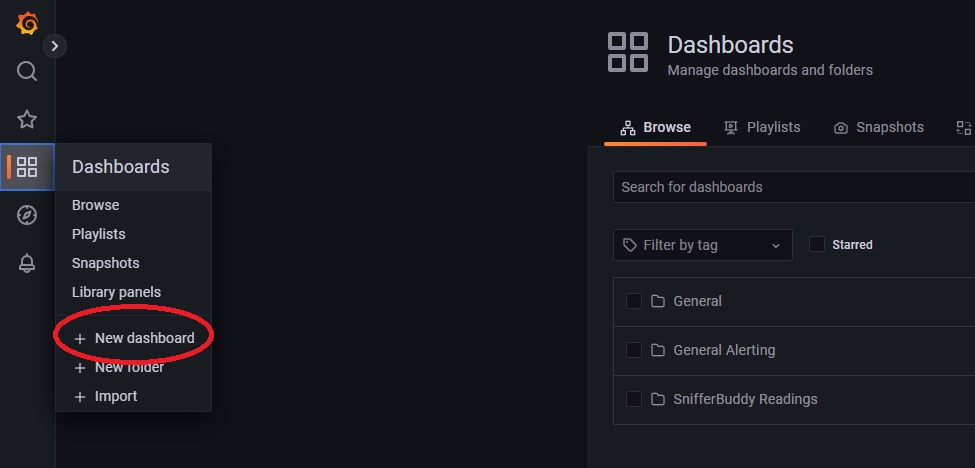 Dashboards
Manage dashboards and folders
Browse
Playlists
Snapshots
Search for dashboards
Filter by tag
Starred
General
General Alerting
SnifferBuddy Readings
Dashboards
Browse
Playlists
Snapshots
Library panels
+ New dashboard
+ New folder
+ Import